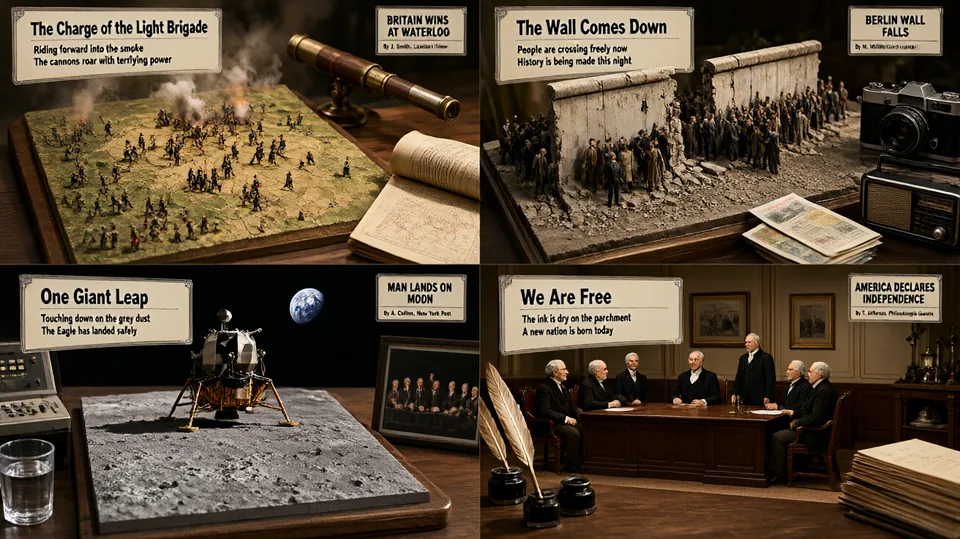 The Charge of the Light Brigade
Riding forward into the smoke
The cannons roar with terrifying power
BRITAIN WINS
AT WATERLOO
By J. Smith, London
The Wall Comes Down
People are crossing freely now
History is being made this night
BERLIN WALL
FALLS
By
One Giant Leap
Touching down on the grey dust
The Eagle has landed safely
MAN LANDS ON
MOON
By A. Collins, New York Post
We Are Free
The ink is dry on the parchment
A new nation is born today
AMERICA DECLARES
INDEPENDENCE
By T. Jefferson, Philadelphia Gazette